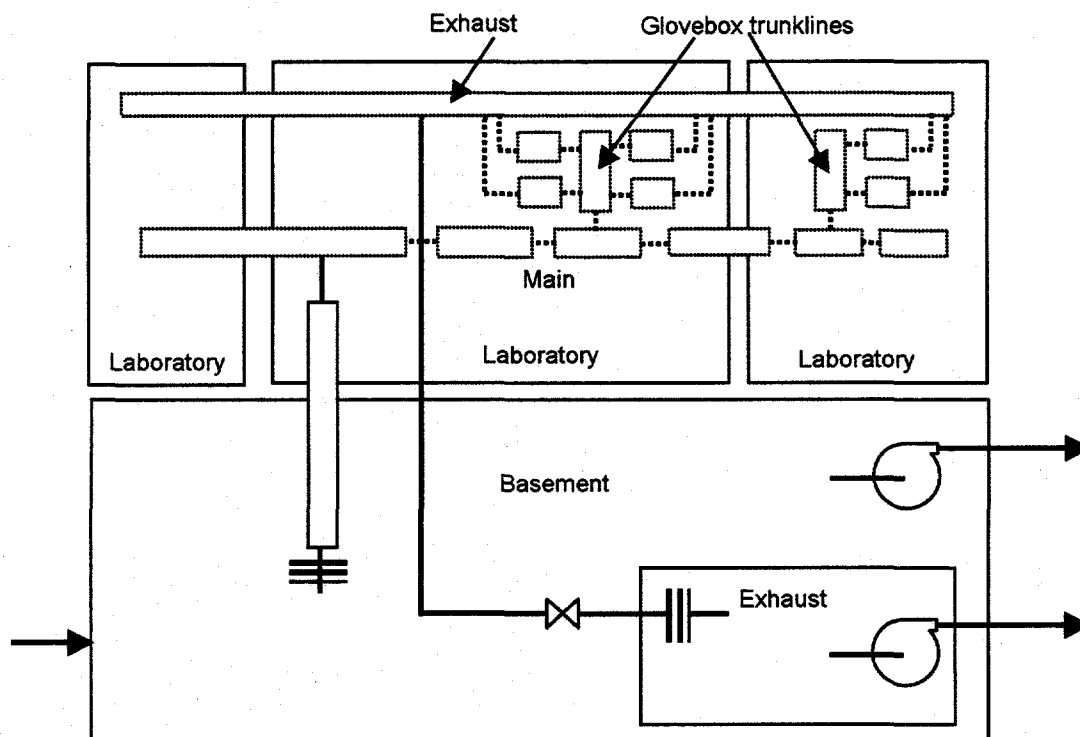 Exhaust
Glovebox trunklines
Main
Laboratory
Laboratory
Laboratory
Basement
Exhaust